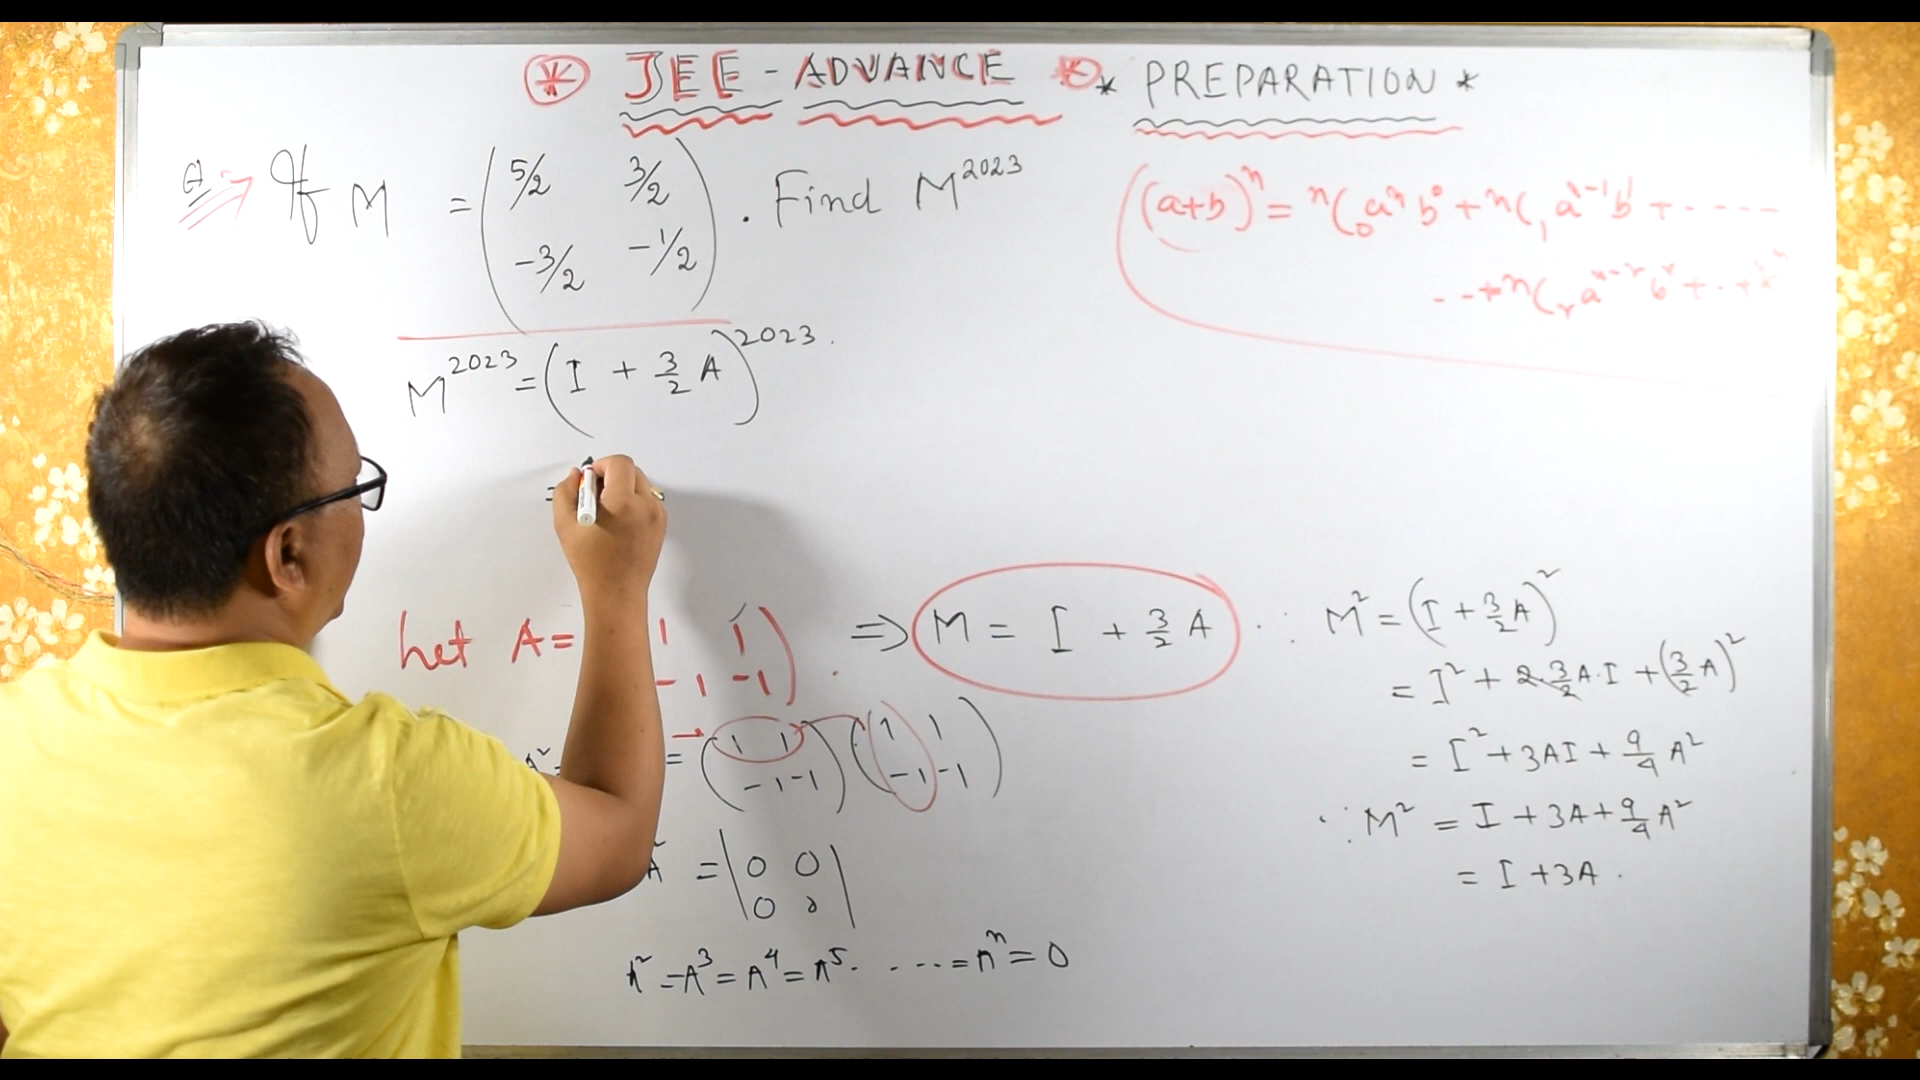 * JEE - ADVANCE * * PREPARATION *
Q. → If M = ( 5/2 3/2 ) . Find M^2023
( -3/2 -1/2 )
(a+b)^n = nC0 a^n b^0 + nC1 a^n-1 b^1 + - - - -
- - + nCr a^n-r b^r + . . +
M^2023 = ( I + 3/2 A )^2023 .
=
Let A = 1 1 ) . ⇒ M = I + 3/2 A
-1 -1
A² = = ( 1 1 ) ( 1 1 )
-1 -1 -1 -1
A² = | 0 0 |
0 0
A² = A³ = A⁴ = A⁵ . . - - - = A^n = 0
∴ M² = ( I + 3/2 A )²
= I² + 2·3/2 A·I + (3/2 A)²
= I² + 3AI + 9/4 A²
∴ M² = I + 3A + 9/4 A²
= I + 3A .